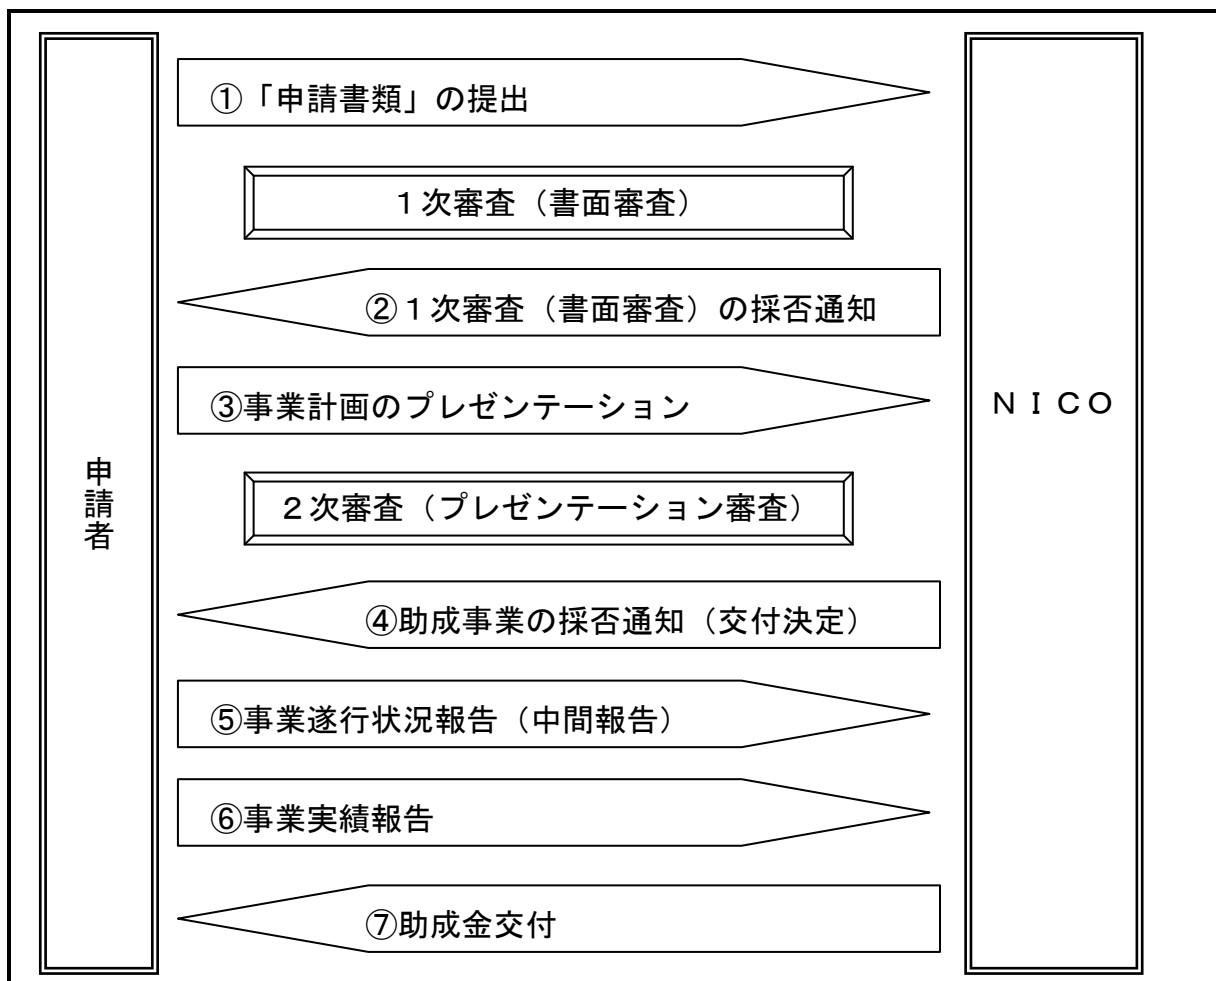 ①「申請書類」の提出
１次審査（書面審査）
②１次審査（書面審査）の採否通知
③事業計画のプレゼンテーション
ＮＩＣＯ
申請者
２次審査（プレゼンテーション審査）
④助成事業の採否通知（交付決定）
⑤事業遂行状況報告（中間報告）
⑥事業実績報告
⑦助成金交付